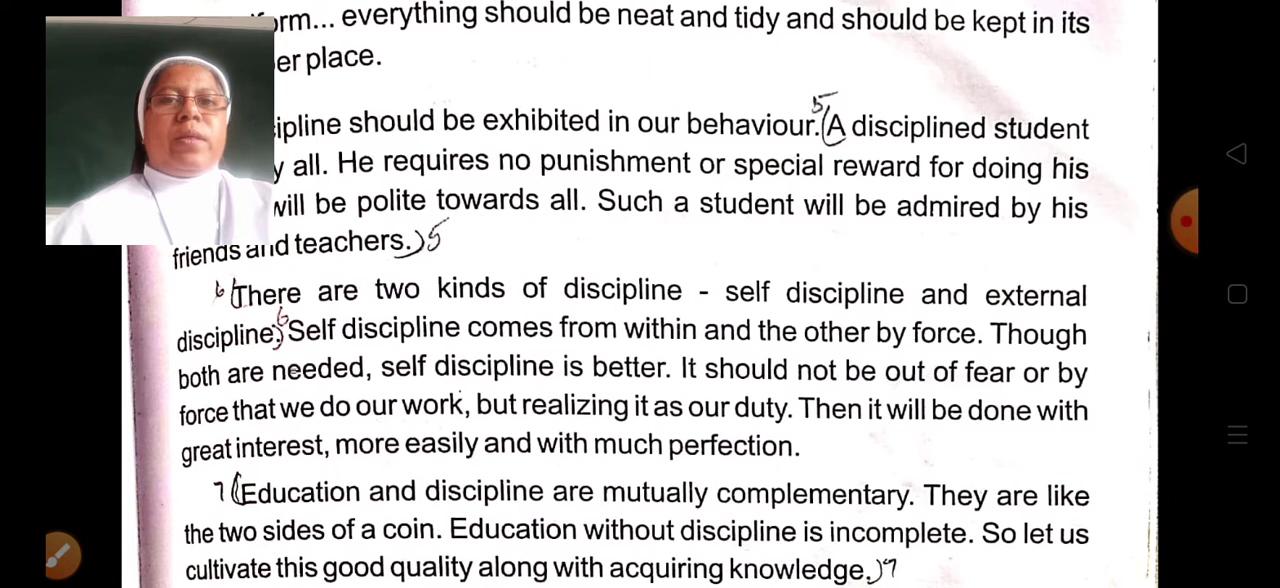 orm... everything should be neat and tidy and should be kept in its
er place.
ipline should be exhibited in our behaviour. 5 (A disciplined student
y all. He requires no punishment or special reward for doing his
will be polite towards all. Such a student will be admired by his
friends and teachers.) 5
6 (There are two kinds of discipline - self discipline and external
discipline.) 6 Self discipline comes from within and the other by force. Though
both are needed, self discipline is better. It should not be out of fear or by
force that we do our work, but realizing it as our duty. Then it will be done with
great interest, more easily and with much perfection.
7 (Education and discipline are mutually complementary. They are like
the two sides of a coin. Education without discipline is incomplete. So let us
cultivate this good quality along with acquiring knowledge.) 7